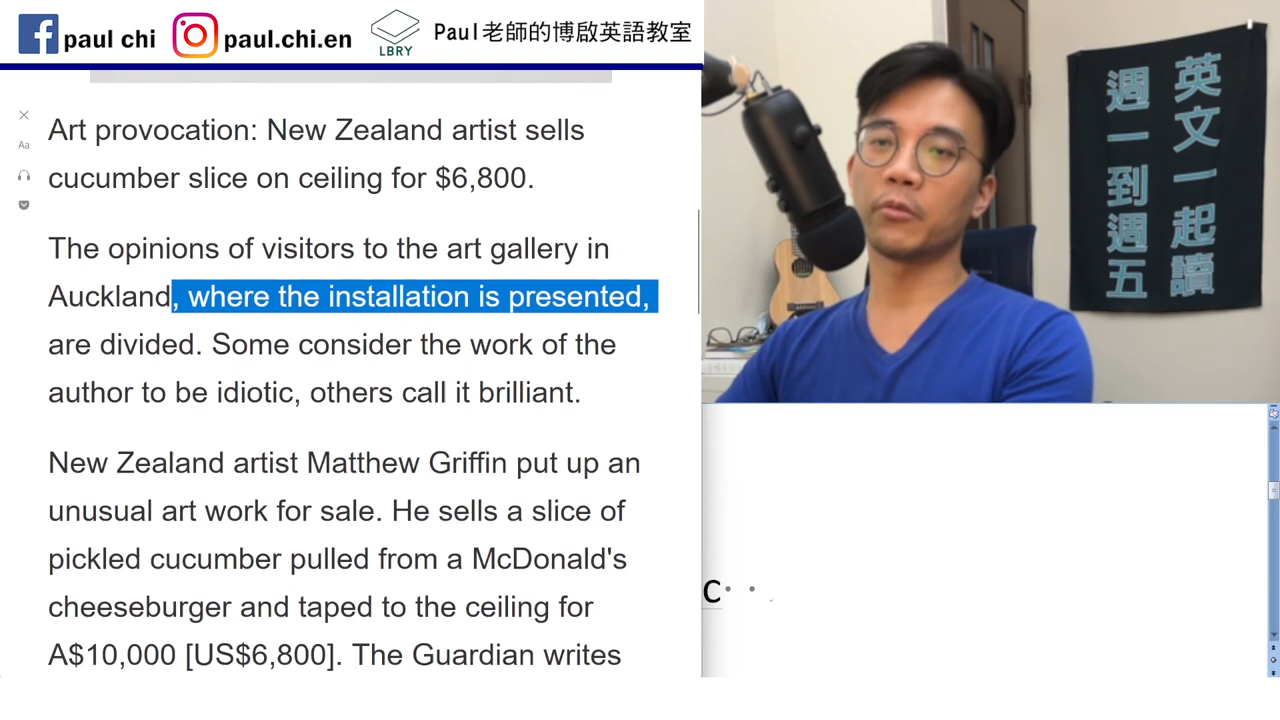 paul chi
paul.chi.en
LBRY
Paul老師的博啟英語教室
Aa
Art provocation: New Zealand artist sells
cucumber slice on ceiling for $6,800.
The opinions of visitors to the art gallery in
Auckland, where the installation is presented,
are divided. Some consider the work of the
author to be idiotic, others call it brilliant.
New Zealand artist Matthew Griffin put up an
unusual art work for sale. He sells a slice of
pickled cucumber pulled from a McDonald's
cheeseburger and taped to the ceiling for
A$10,000 [US$6,800]. The Guardian writes
英文一起讀
週一到週五
c